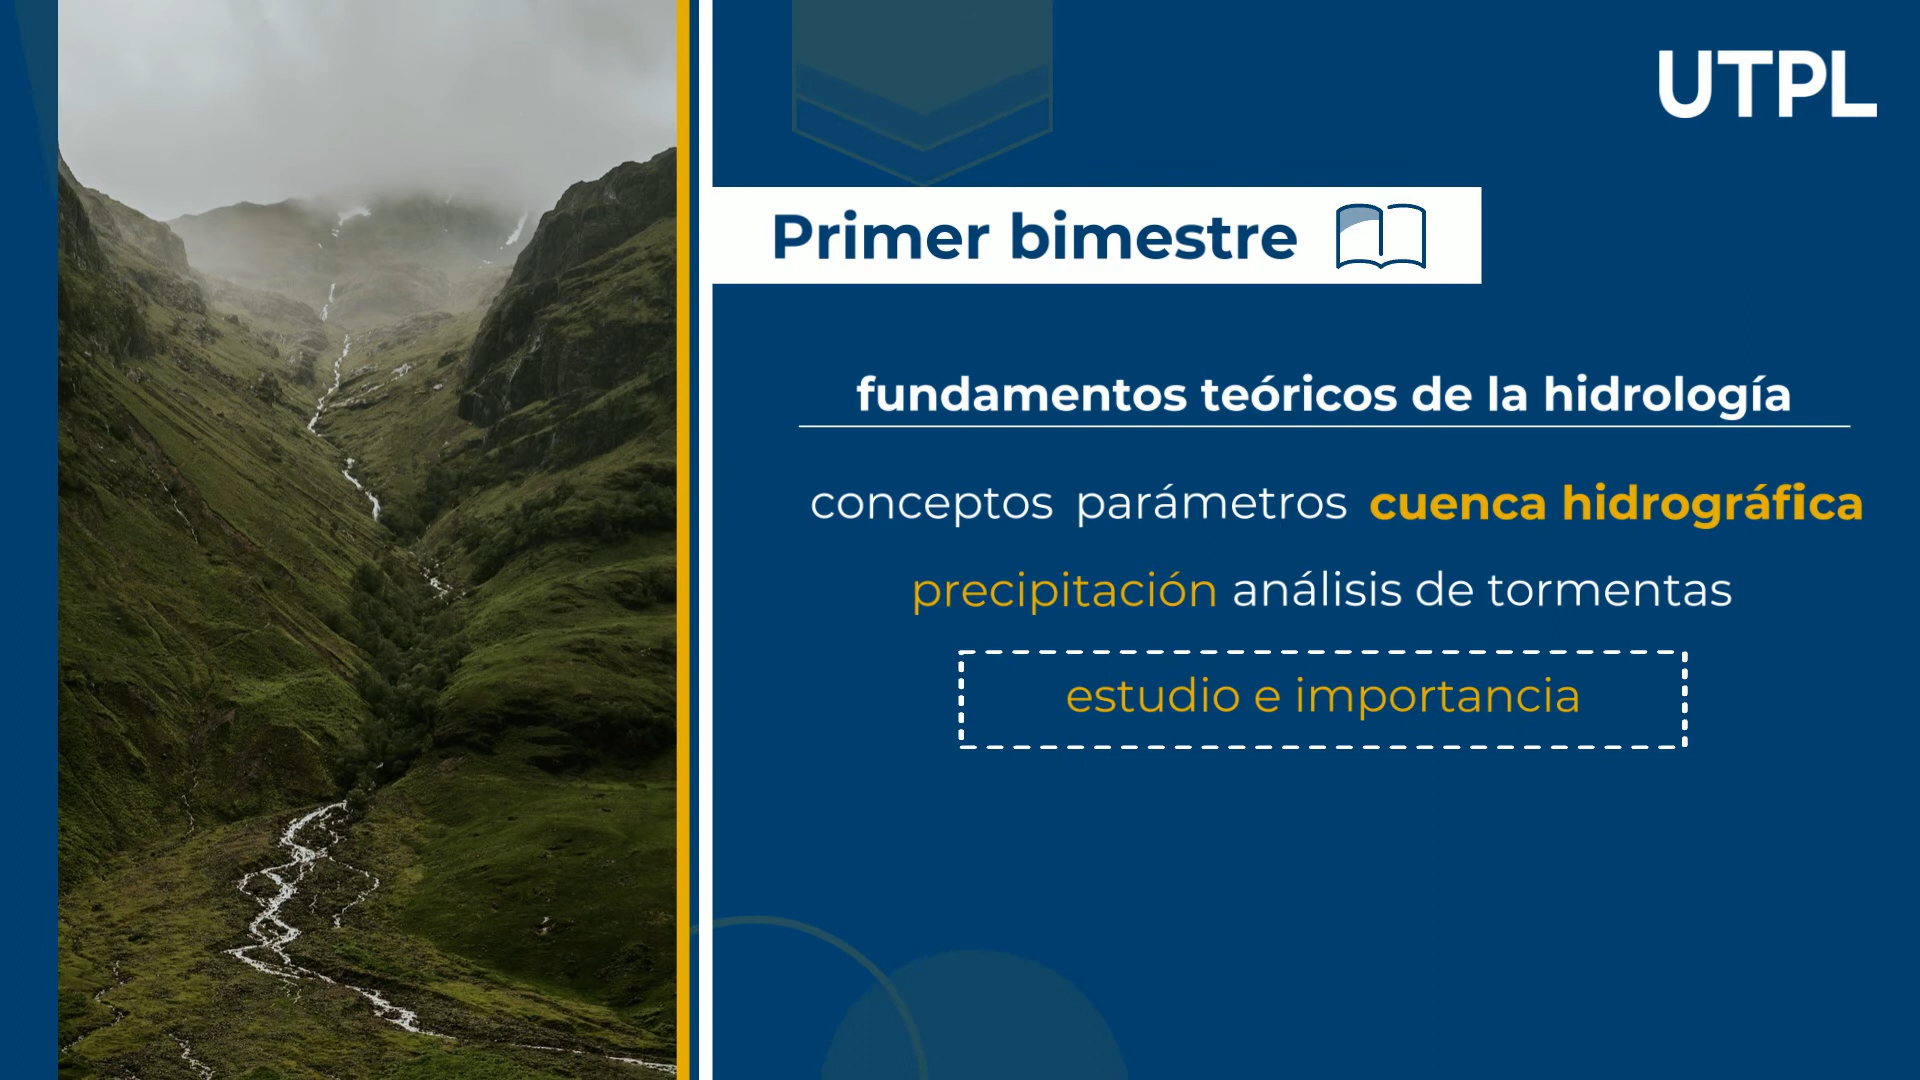 UTPL
Primer bimestre
fundamentos teóricos de la hidrología
conceptos parámetros cuenca hidrográfica
precipitación análisis de tormentas
estudio e importancia